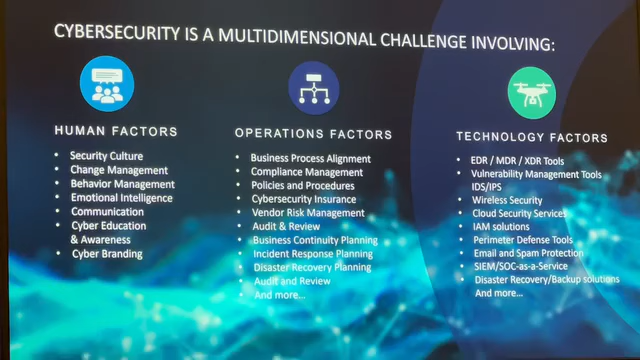 CYBERSECURITY IS A MULTIDIMENSIONAL CHALLENGE INVOLVING:
HUMAN FACTORS
• Security Culture
• Change Management
• Behavior Management
• Emotional Intelligence
• Communication
• Cyber Education
& Awareness
• Cyber Branding
OPERATIONS FACTORS
• Business Process Alignment
• Compliance Management
• Policies and Procedures
• Cybersecurity Insurance
• Vendor Risk Management
• Audit & Review
• Business Continuity Planning
• Incident Response Planning
• Disaster Recovery Planning
• Audit and Review
• And more...
TECHNOLOGY FACTORS
• EDR / MDR / XDR Tools
• Vulnerability Management Tools
IDS/IPS
• Wireless Security
• Cloud Security Services
• IAM solutions
• Perimeter Defense Tools
• Email and Spam Protection
• SIEM/SOC-as-a-Service
• Disaster Recovery/Backup solutions
And more...